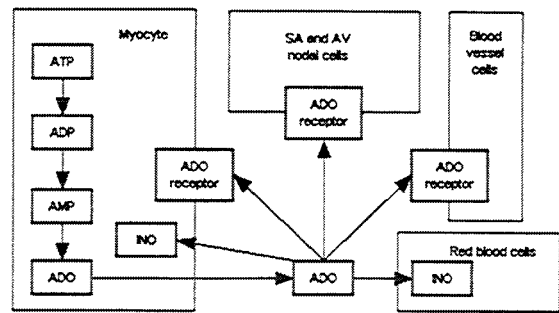 Myocyte
ATP
ADP
AMP
ADO
INO
ADO
receptor
SA and AV
nodal cells
ADO
receptor
Blood
vessel
cells
ADO
receptor
ADO
Red blood cells
INO